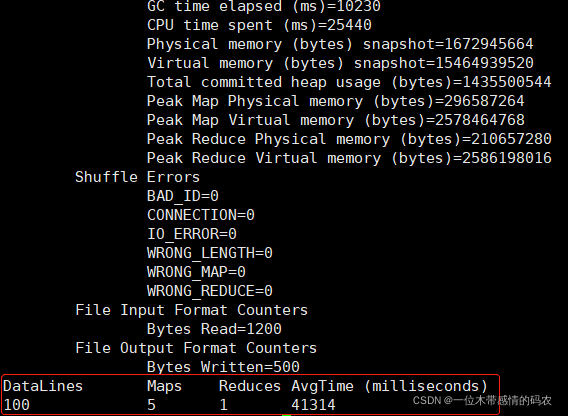 GC time elapsed (ms)=10230
CPU time spent (ms)=25440
Physical memory (bytes) snapshot=1672945664
Virtual memory (bytes) snapshot=15464939520
Total committed heap usage (bytes)=1435500544
Peak Map Physical memory (bytes)=296587264
Peak Map Virtual memory (bytes)=2578464768
Peak Reduce Physical memory (bytes)=210657280
Peak Reduce Virtual memory (bytes)=2586198016
Shuffle Errors
BAD_ID=0
CONNECTION=0
IO_ERROR=0
WRONG_LENGTH=0
WRONG_MAP=0
WRONG_REDUCE=0
File Input Format Counters
Bytes Read=1200
File Output Format Counters
Bytes Written=500
DataLines Maps Reduces AvgTime (milliseconds)
100 5 1 41314
CSDN @一位木带感情的码农